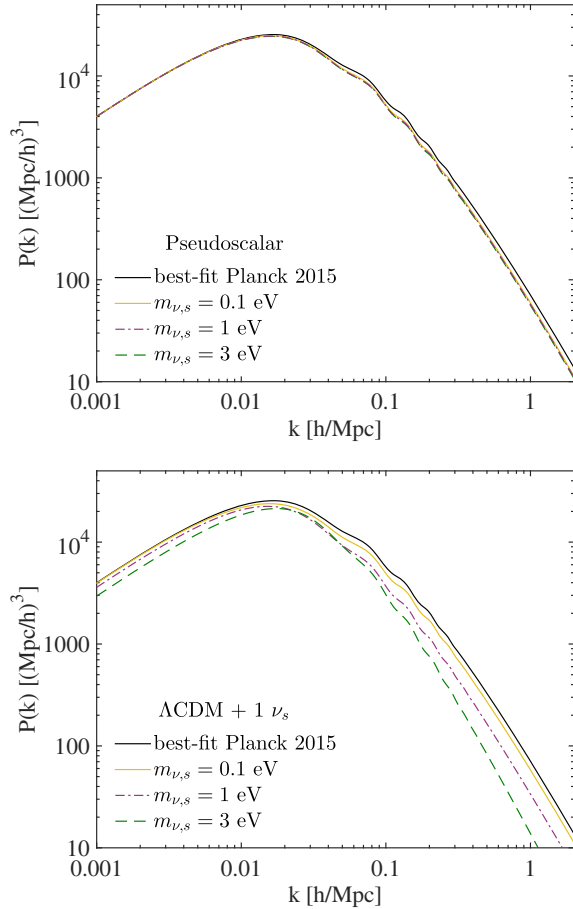 10^4
1000
100
10
P(k) [(Mpc/h)^3]
Pseudoscalar
best-fit Planck 2015
m_{ν,s} = 0.1 eV
m_{ν,s} = 1 eV
m_{ν,s} = 3 eV
0.001 0.01 0.1 1
k [h/Mpc]
10^4
1000
100
10
P(k) [(Mpc/h)^3]
ΛCDM + 1 ν_s
best-fit Planck 2015
m_{ν,s} = 0.1 eV
m_{ν,s} = 1 eV
m_{ν,s} = 3 eV
0.001 0.01 0.1 1
k [h/Mpc]